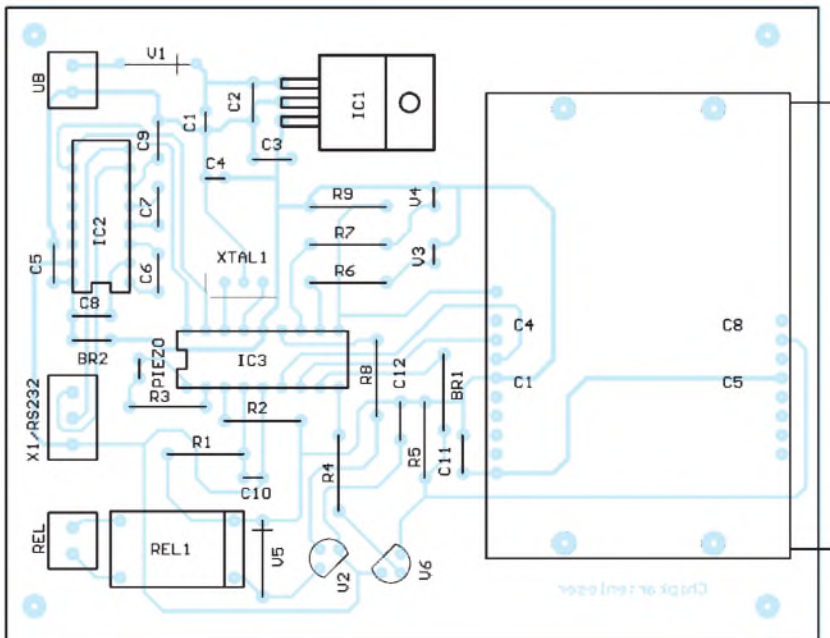 V1
UB
C9
C1
C2
IC1
C3
C4
IC2
C7
R9
V4
R7
XTAL1
V3
C5
C6
R6
C8
C4
C8
BR2
PIEZO
IC3
R8
C12
BR1
C1
C5
R3
R2
X1/RS232
R1
R4
R5
C11
C10
REL
REL1
V5
V2
V6
Chipkartenleser